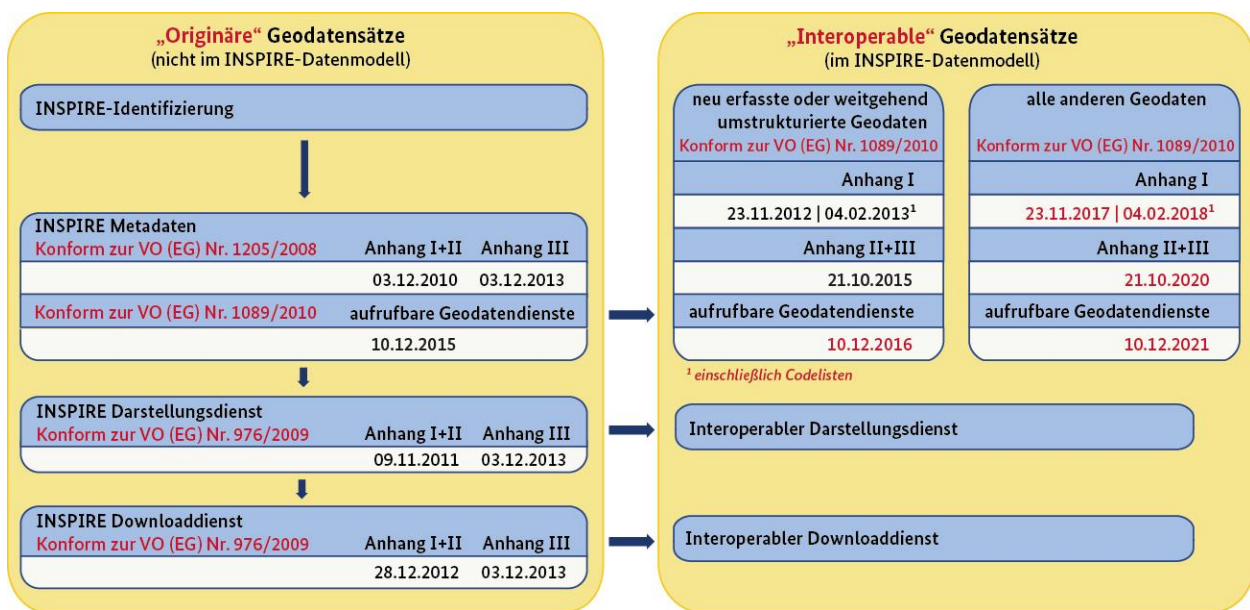 „Originäre“ Geodatensätze
(nicht im INSPIRE-Datenmodell)
INSPIRE-Identifizierung
INSPIRE Metadaten
Konform zur VO (EG) Nr. 1205/2008 Anhang I+II Anhang III
03.12.2010 03.12.2013
Konform zur VO (EG) Nr. 1089/2010 aufrufbare Geodatendienste
10.12.2015
INSPIRE Darstellungsdienst
Konform zur VO (EG) Nr. 976/2009 Anhang I+II Anhang III
09.11.2011 03.12.2013
INSPIRE Downloaddienst
Konform zur VO (EG) Nr. 976/2009 Anhang I+II Anhang III
28.12.2012 03.12.2013
„Interoperable“ Geodatensätze
(im INSPIRE-Datenmodell)
neu erfasste oder weitgehend
umstrukturierte Geodaten
Konform zur VO (EG) Nr. 1089/2010
Anhang I
23.11.2012 | 04.02.2013¹
Anhang II+III
21.10.2015
aufrufbare Geodatendienste
10.12.2016
alle anderen Geodaten
Konform zur VO (EG) Nr. 1089/2010
Anhang I
23.11.2017 | 04.02.2018¹
Anhang II+III
21.10.2020
aufrufbare Geodatendienste
10.12.2021
¹ einschließlich Codelisten
Interoperabler Darstellungsdienst
Interoperabler Downloaddienst